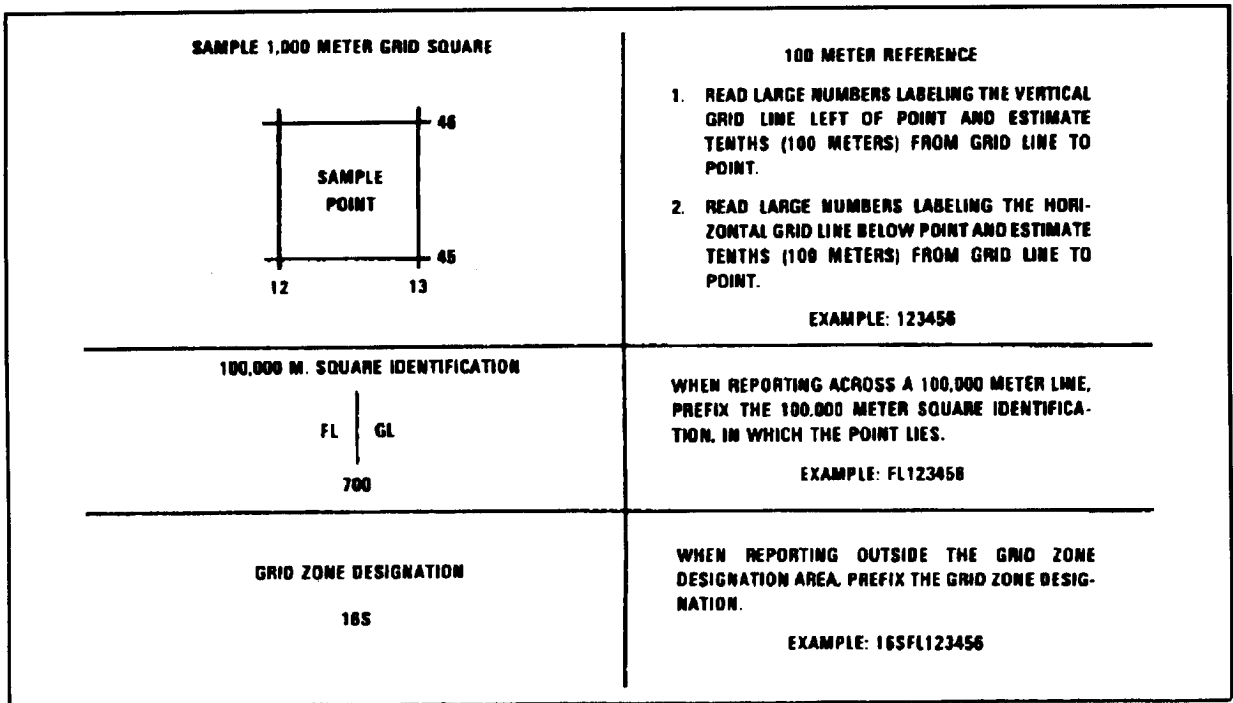 SAMPLE 1,000 METER GRID SQUARE
46
SAMPLE
POINT
45
12 13
100 METER REFERENCE
1. READ LARGE NUMBERS LABELING THE VERTICAL
GRID LINE LEFT OF POINT AND ESTIMATE
TENTHS (100 METERS) FROM GRID LINE TO
POINT.
2. READ LARGE NUMBERS LABELING THE HORI-
ZONTAL GRID LINE BELOW POINT AND ESTIMATE
TENTHS (100 METERS) FROM GRID LINE TO
POINT.
EXAMPLE: 123456
100,000 M. SQUARE IDENTIFICATION
FL GL
700
WHEN REPORTING ACROSS A 100,000 METER LINE,
PREFIX THE 100.000 METER SQUARE IDENTIFICA-
TION, IN WHICH THE POINT LIES.
EXAMPLE: FL123456
GRID ZONE DESIGNATION
16S
WHEN REPORTING OUTSIDE THE GRID ZONE
DESIGNATION AREA, PREFIX THE GRID ZONE DESIG-
NATION.
EXAMPLE: 16SFL123456